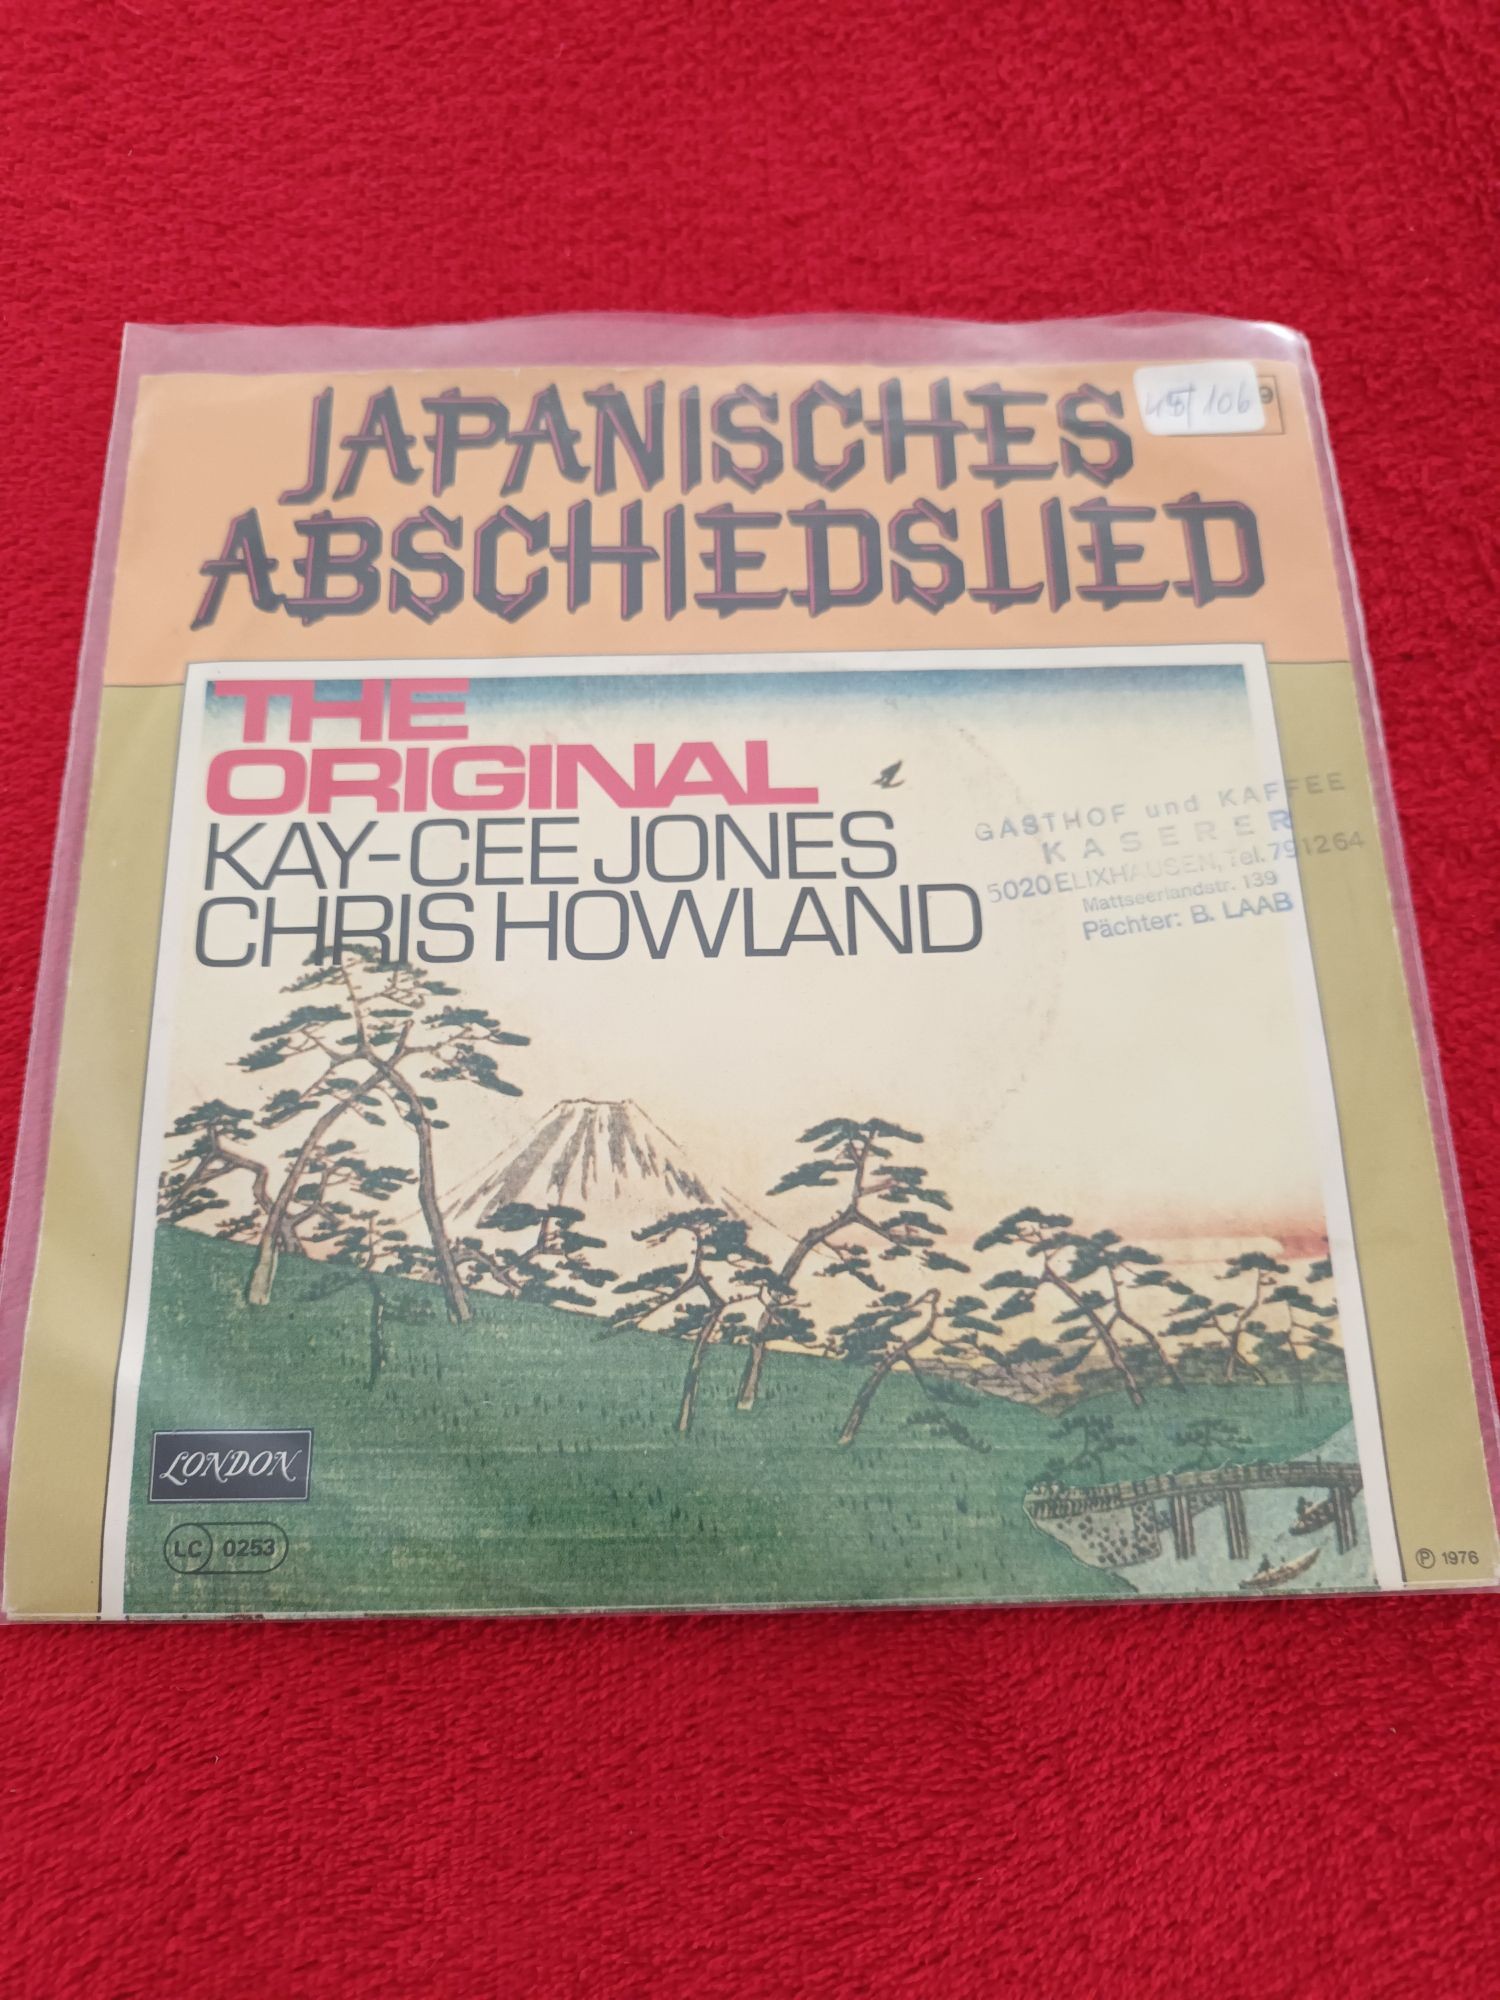 JAPANISCHES
106
9
ABSCHIEDSLIED
THE
ORIGINAL
KAY-CEE JONES
CHRIS HOWLAND
GASTHOF und KAFFEE
KASERER
5020 ELIXHAUSEN, Tel. 791264
Mattseerlandstr. 139
Pächter: B. LAAB
LONDON
LC 0253
℗ 1976